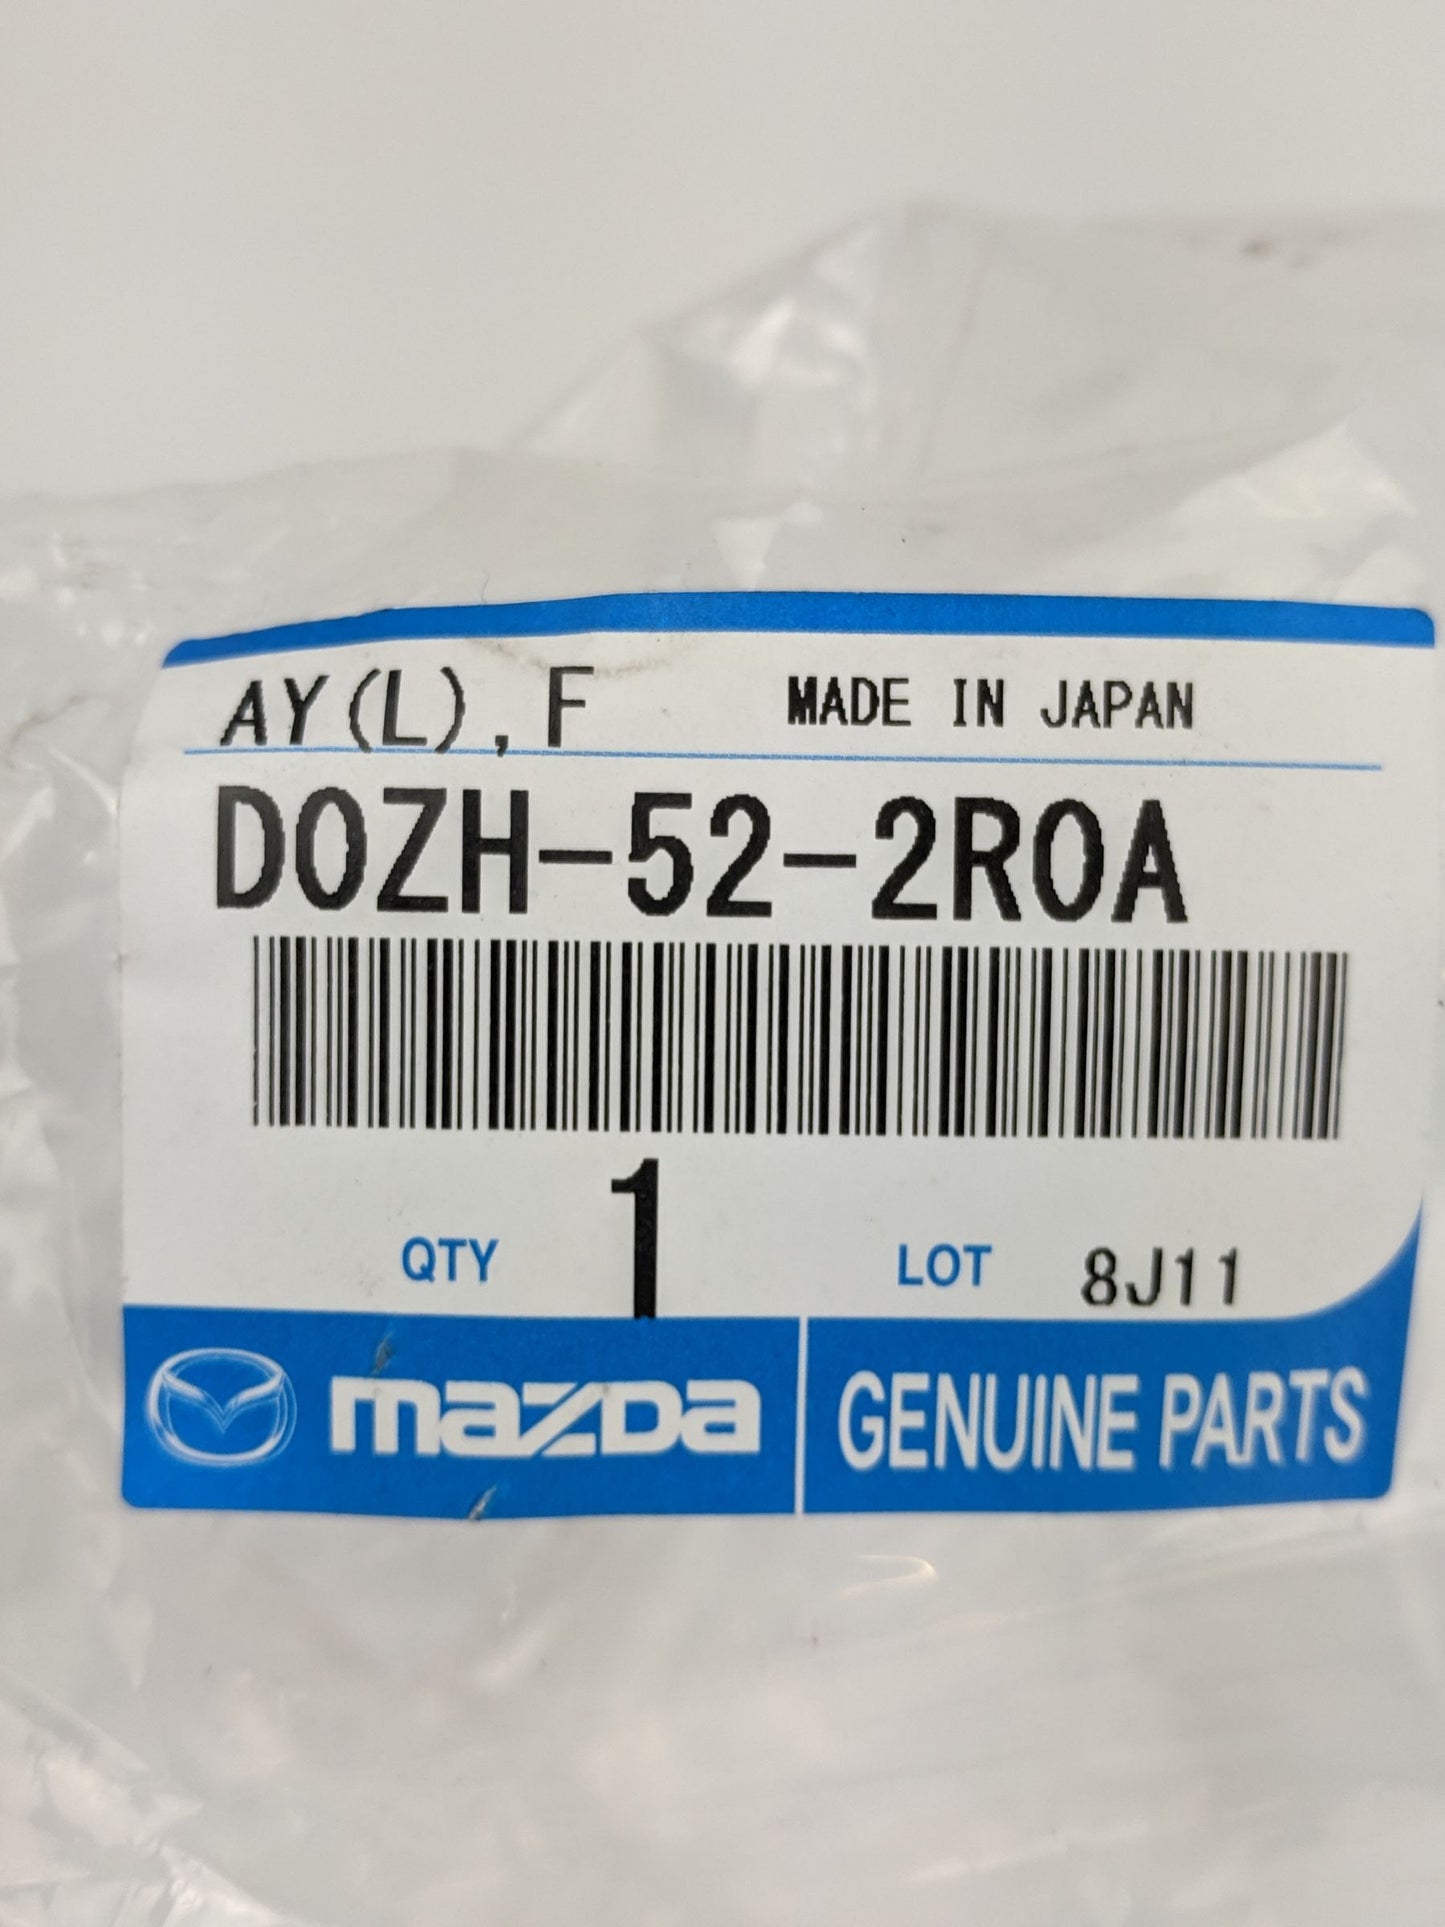 AY(L),F MADE IN JAPAN
D0ZH-52-2R0A
QTY 1 LOT 8J11
mazda GENUINE PARTS